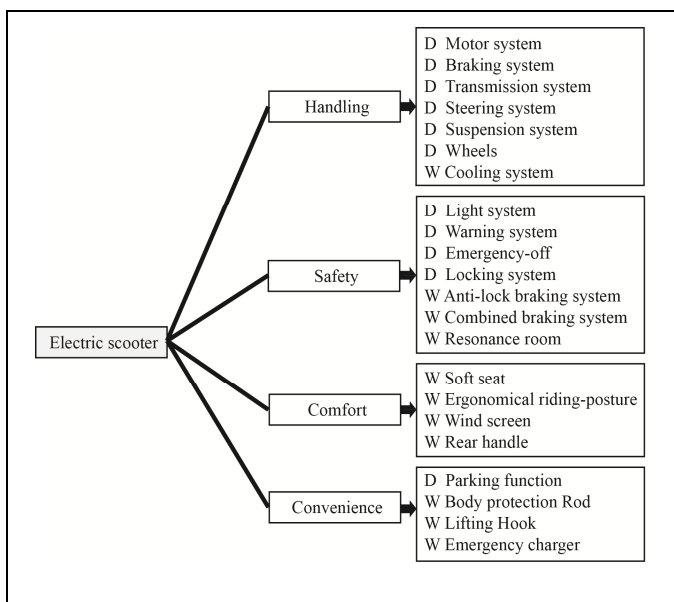 Electric scooter
Handling
D Motor system
D Braking system
D Transmission system
D Steering system
D Suspension system
D Wheels
W Cooling system
Safety
D Light system
D Warning system
D Emergency-off
D Locking system
W Anti-lock braking system
W Combined braking system
W Resonance room
Comfort
W Soft seat
W Ergonomical riding-posture
W Wind screen
W Rear handle
Convenience
D Parking function
W Body protection Rod
W Lifting Hook
W Emergency charger